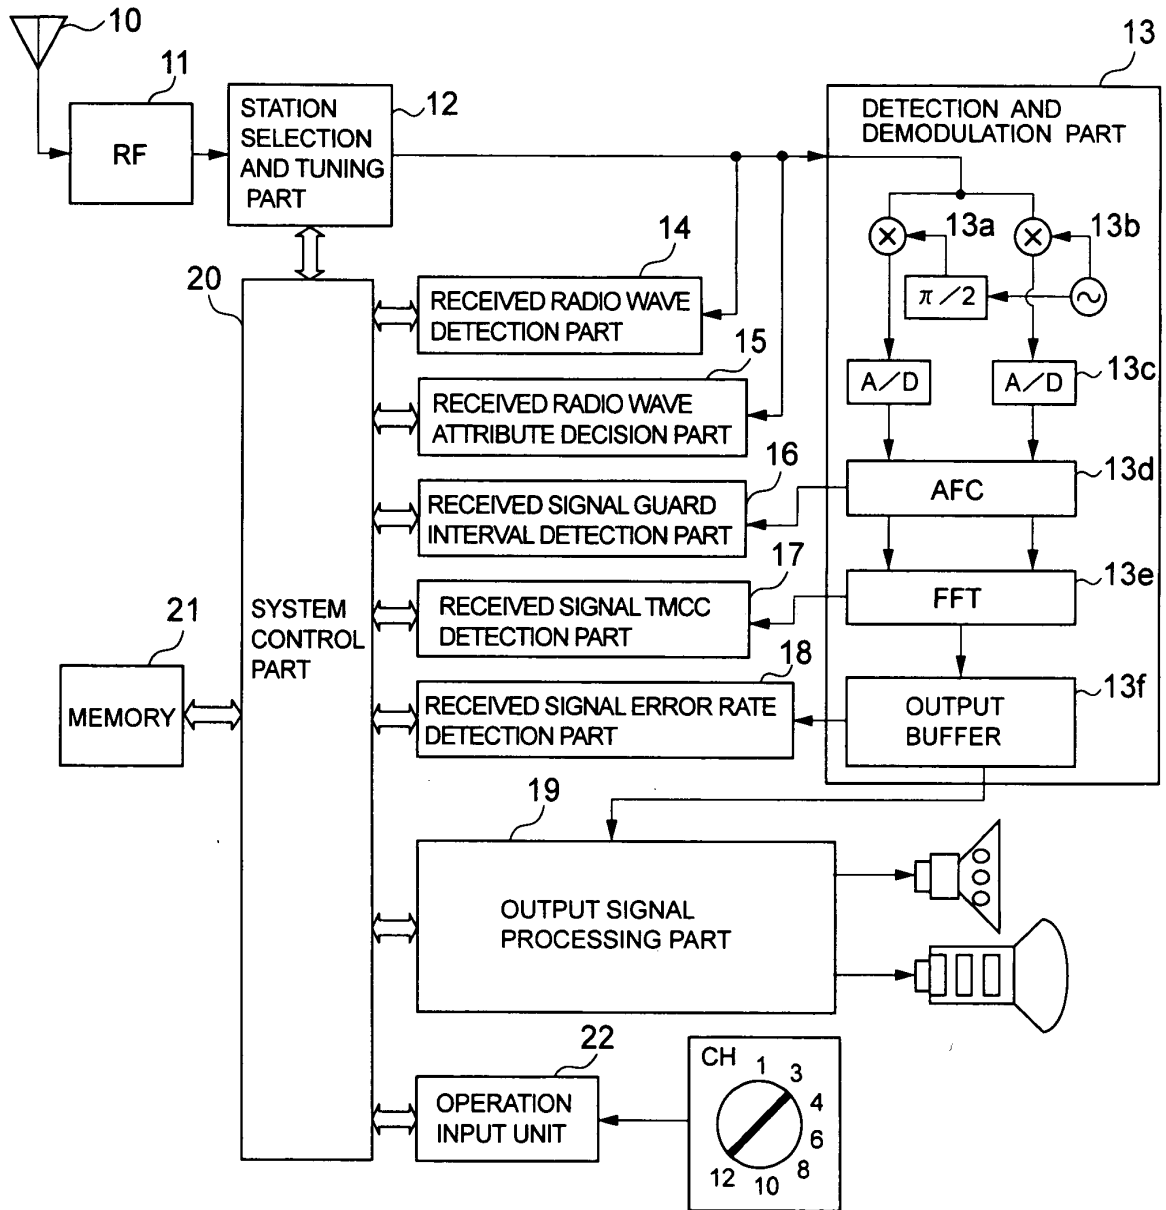 10
11
RF
STATION
SELECTION
AND TUNING
PART
12
13
DETECTION AND
DEMODULATION PART
13a
13b
π/2
14
RECEIVED RADIO WAVE
DETECTION PART
20
15
RECEIVED RADIO WAVE
ATTRIBUTE DECISION PART
A/D
A/D
13c
16
RECEIVED SIGNAL GUARD
INTERVAL DETECTION PART
AFC
13d
17
RECEIVED SIGNAL TMCC
DETECTION PART
FFT
13e
SYSTEM
CONTROL
PART
21
MEMORY
18
RECEIVED SIGNAL ERROR RATE
DETECTION PART
OUTPUT
BUFFER
13f
19
OUTPUT SIGNAL
PROCESSING PART
22
OPERATION
INPUT UNIT
CH
1
3
4
6
8
10
12